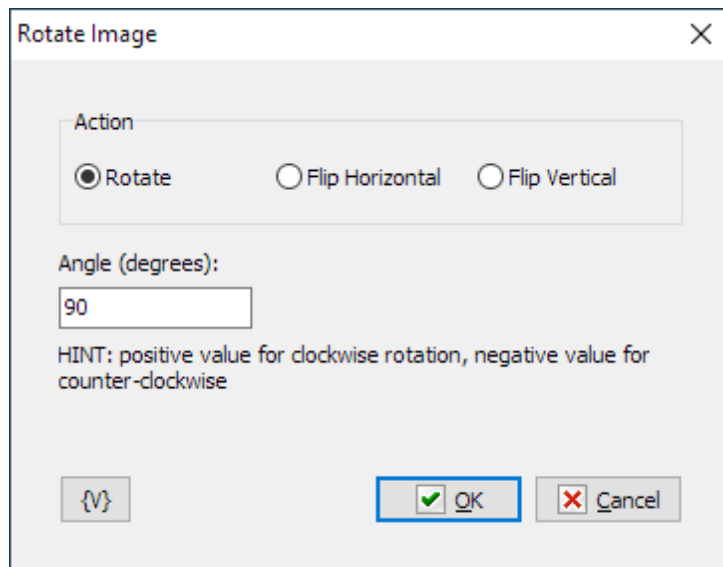 Rotate Image
Action
Rotate
Flip Horizontal
Flip Vertical
Angle (degrees):
90
HINT: positive value for clockwise rotation, negative value for
counter-clockwise
{V}
OK
Cancel